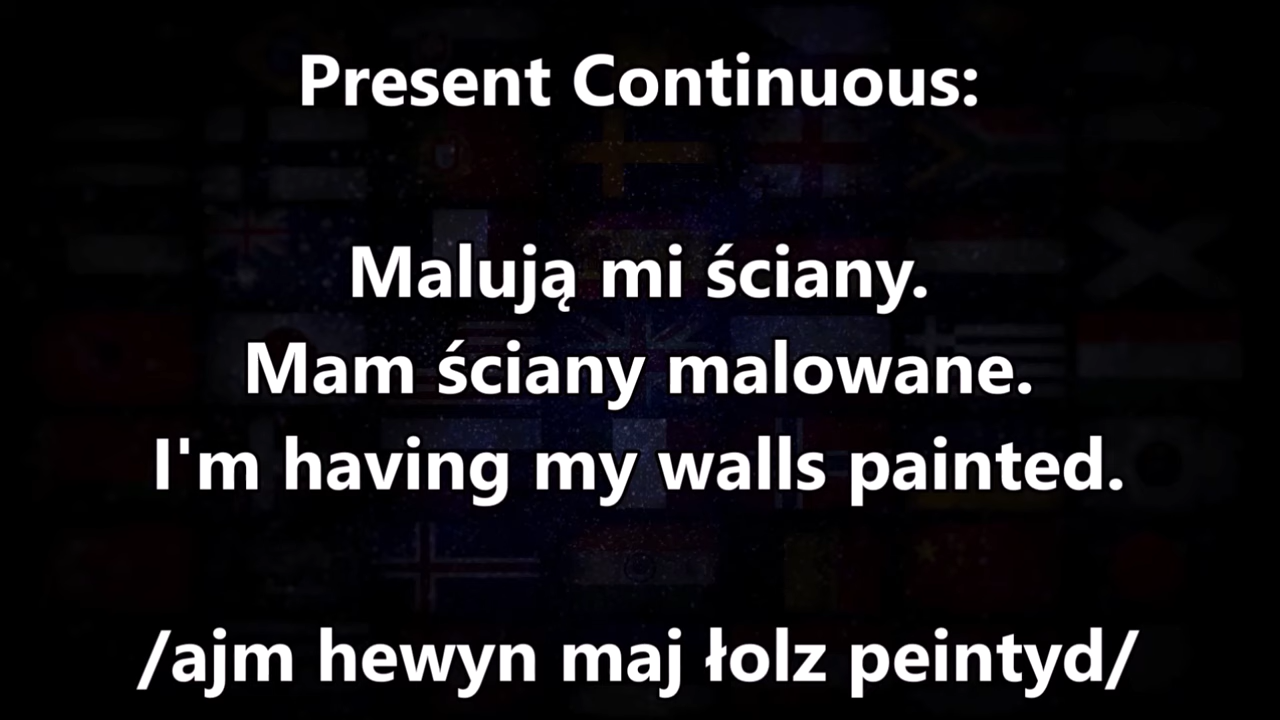 Present Continuous:
Malują mi ściany.
Mam ściany malowane.
I'm having my walls painted.
/ajm hewyn maj łolz peintyd/